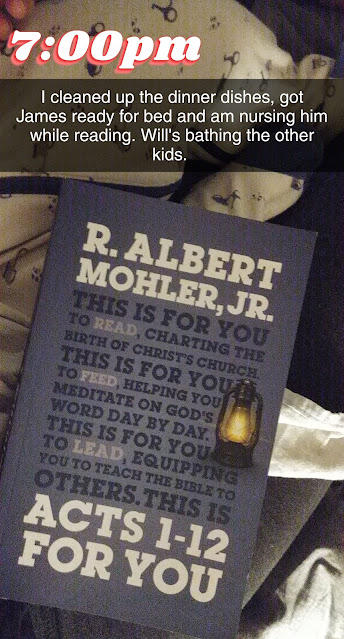 7:00pm
I cleaned up the dinner dishes, got
James ready for bed and am nursing him
while reading. Will's bathing the other
kids.
R. ALBERT
MOHLER, JR.
THIS IS FOR YOU
TO READ, CHARTING THE
BIRTH OF CHRIST'S CHURCH.
THIS IS FOR YOU
TO FEED, HELPING YOU
MEDITATE ON GOD'S
WORD DAY BY DAY.
THIS IS FOR YOU
TO LEAD, EQUIPPING
YOU TO TEACH THE BIBLE TO
OTHERS. THIS IS
ACTS 1-12
FOR YOU